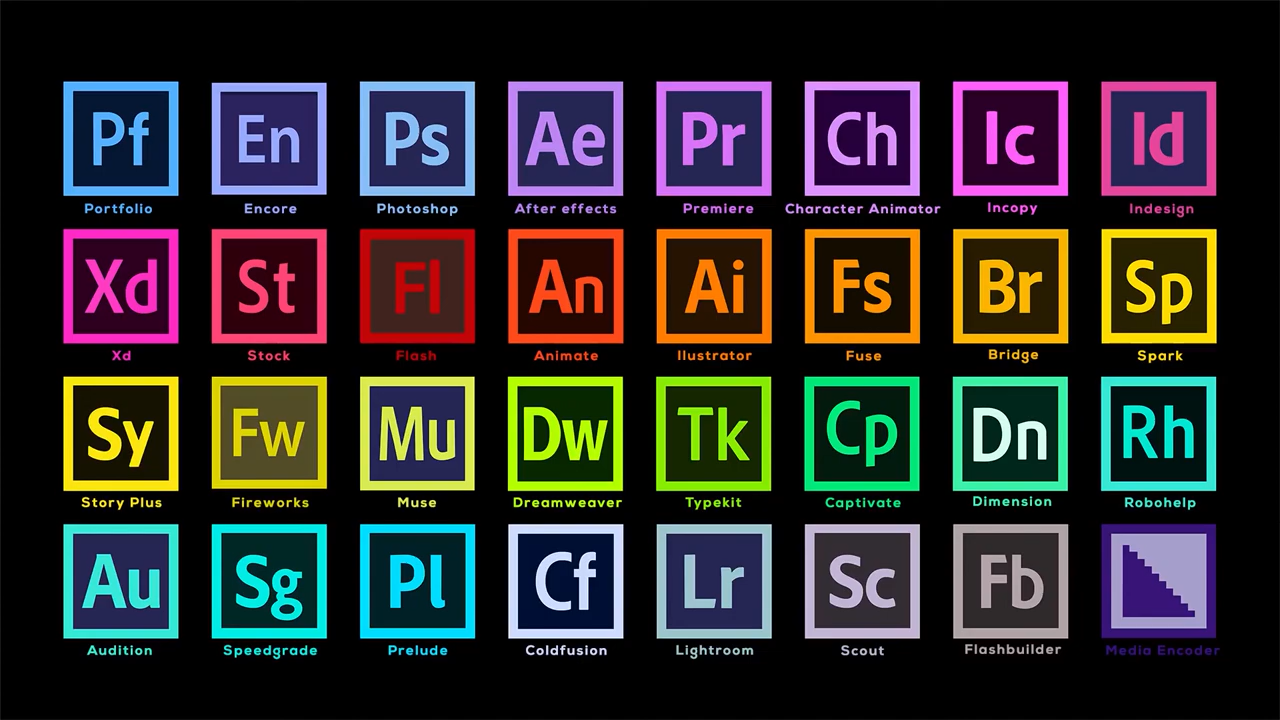 Pf En Ps Ae Pr Ch Ic Id
Portfolio Encore Photoshop After effects Premiere Character Animator Incopy Indesign
Xd St Fl An Ai Fs Br Sp
Xd Stock Flash Animate Ilustrator Fuse Bridge Spark
Sy Fw Mu Dw Tk Cp Dn Rh
Story Plus Fireworks Muse Dreamweaver Typekit Captivate Dimension Robohelp
Au Sg Pl Cf Lr Sc Fb
Audition Speedgrade Prelude Coldfusion Lightroom Scout Flashbuilder Media Encoder